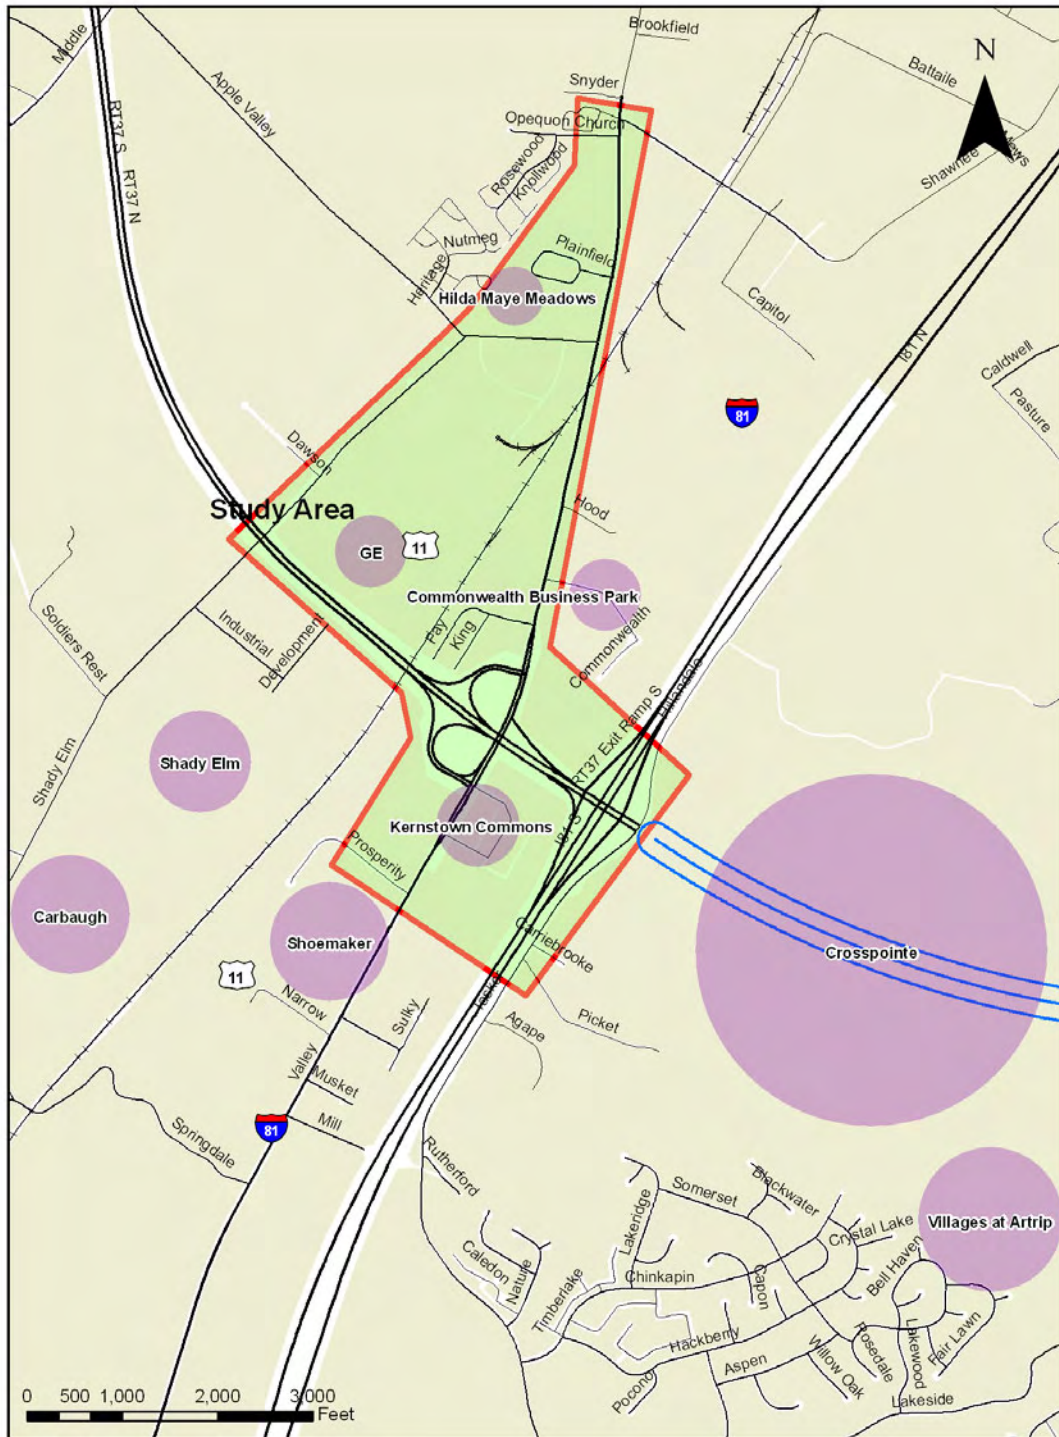 Brookfield
Middle
N
Battaile
Snyder
Apple Valley
Opequon Church
RT37 S
RT37 N
Rosewood
Knollwood
Shawnee
Nutmeg
Plainfield
Heritage
Hilda Maye Meadows
Capitol
I81 N
Caldwell
Pasture
81
Dawson
Study Area
Hood
GE
11
Commonwealth Business Park
Soldiers Rest
Industrial
Development
Fay
King
Commonwealth
Hillandale
RT37 Exit Ramp S
Shady Elm
Shady Elm
Kernstown Commons
I81 S
Prosperity
Carbaugh
Shoemaker
Carriebrooke
Crosspointe
11
Narrow
Sulky
Tasker
Agape
Picket
Valley
Musket
81
Mill
Springdale
Rutherford
Somerset
Blackwater
Lakeridge
Crystal Lake
Villages at Artrip
Caledon
Nature
Timberlake
Chinkapin
Capon
Bell Haven
Hackberry
Rosedale
Lakewood
Fair Lawn
Aspen
Willow Oak
Pocono
Lakeside
0 500 1,000 2,000 3,000
Feet